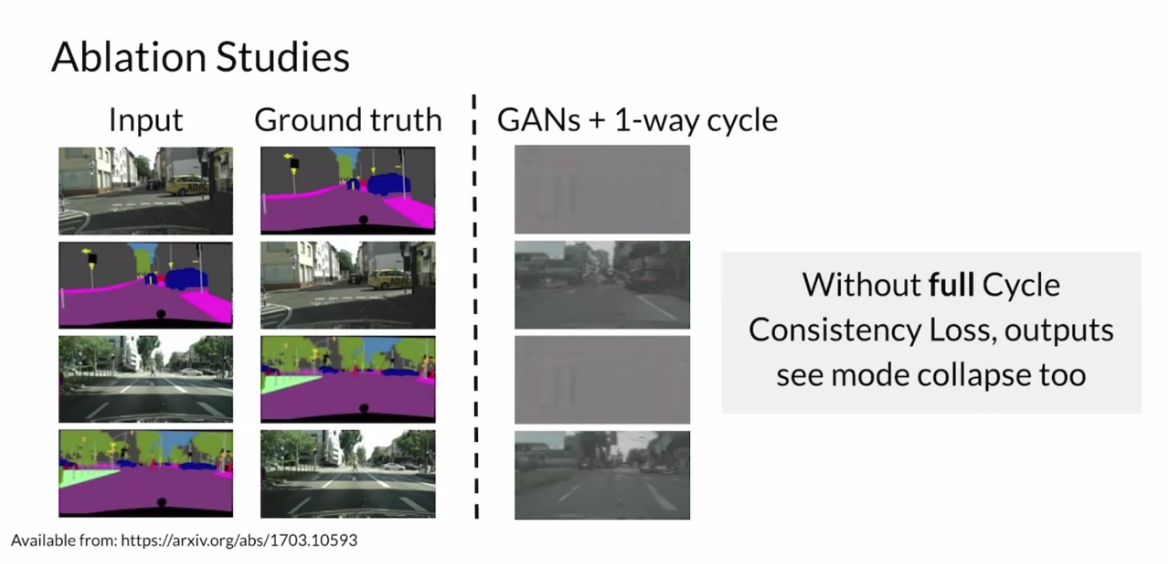 Ablation Studies
Input
Ground truth
GANs + 1-way cycle
ADAC
Without full Cycle
Consistency Loss, outputs
see mode collapse too
Available from: https://arxiv.org/abs/1703.10593